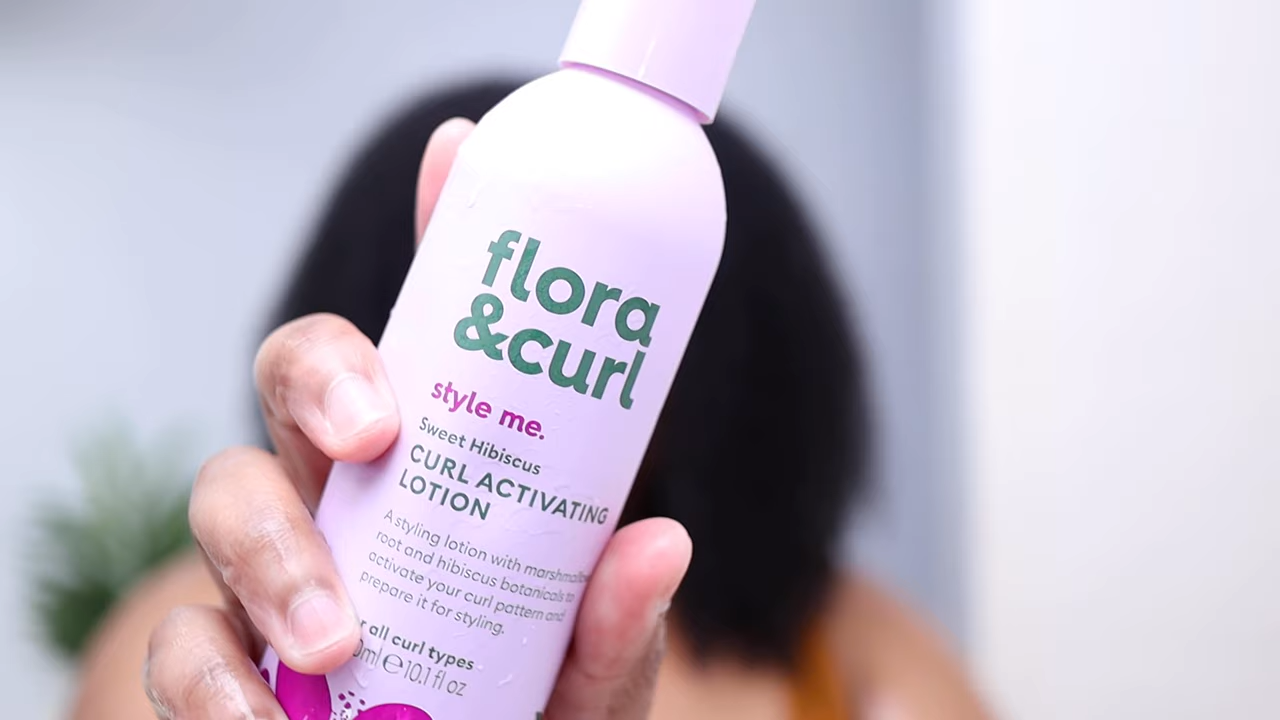 flora
&curl
style me.
Sweet Hibiscus
CURL ACTIVATING
LOTION
A styling lotion with marshmallow
root and hibiscus botanicals to
activate your curl pattern and
prepare it for styling.
all curl types
℮ 10.1 fl oz